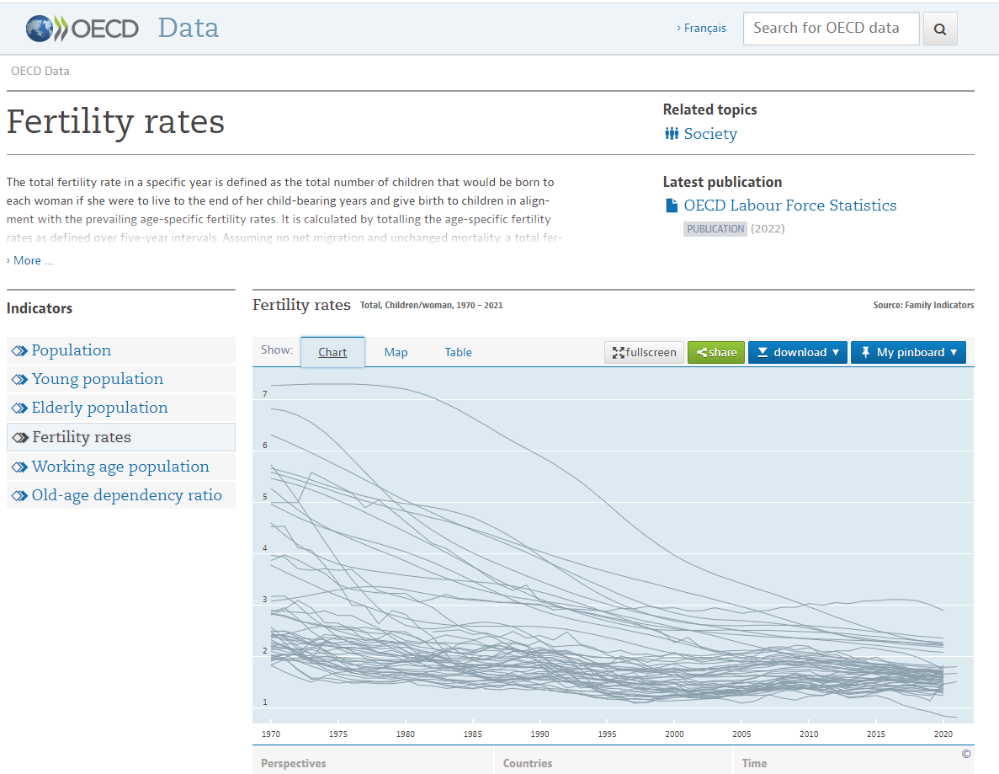 OECD Data
› Français
Search for OECD data
OECD Data
Fertility rates
Related topics
Society
The total fertility rate in a specific year is defined as the total number of children that would be born to
each woman if she were to live to the end of her child-bearing years and give birth to children in align-
ment with the prevailing age-specific fertility rates. It is calculated by totalling the age-specific fertility
rates as defined over five-year intervals. Assuming no net migration and unchanged mortality, a total fer-
› More ...
Latest publication
OECD Labour Force Statistics
PUBLICATION (2022)
Indicators
Population
Young population
Elderly population
Fertility rates
Working age population
Old-age dependency ratio
Fertility rates Total, Children/woman, 1970 – 2021
Source: Family Indicators
Show: Chart Map Table
fullscreen share download ▼ My pinboard ▼
7
6
5
4
3
2
1
1970 1975 1980 1985 1990 1995 2000 2005 2010 2015 2020
©
Perspectives Countries Time